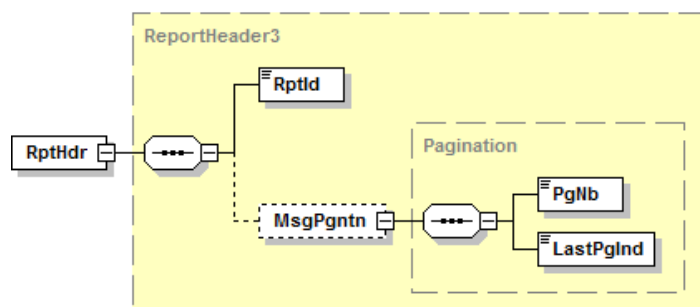 ReportHeader3
RptId
RptHdr
Pagination
PgNb
MsgPgntn
LastPgInd